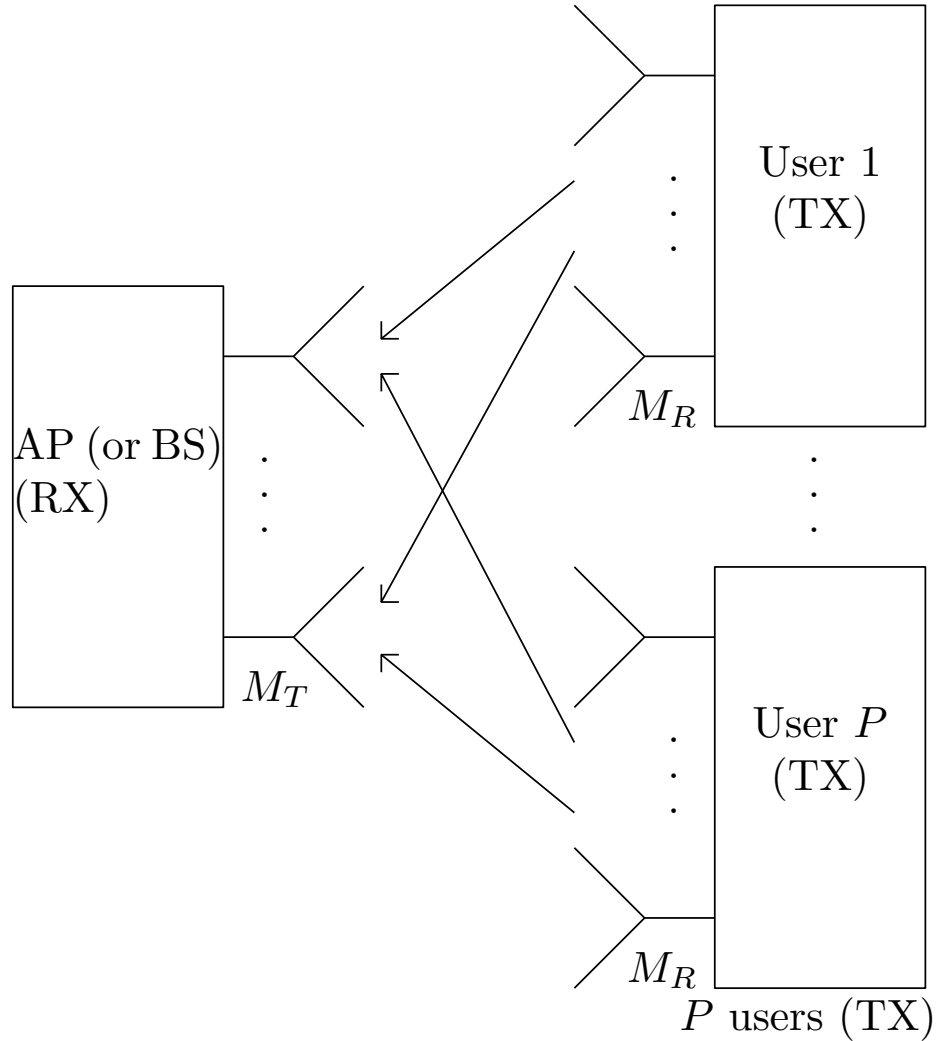 User 1
(TX)
M_R
AP (or BS)
(RX)
M_T
User P
(TX)
M_R
P users (TX)